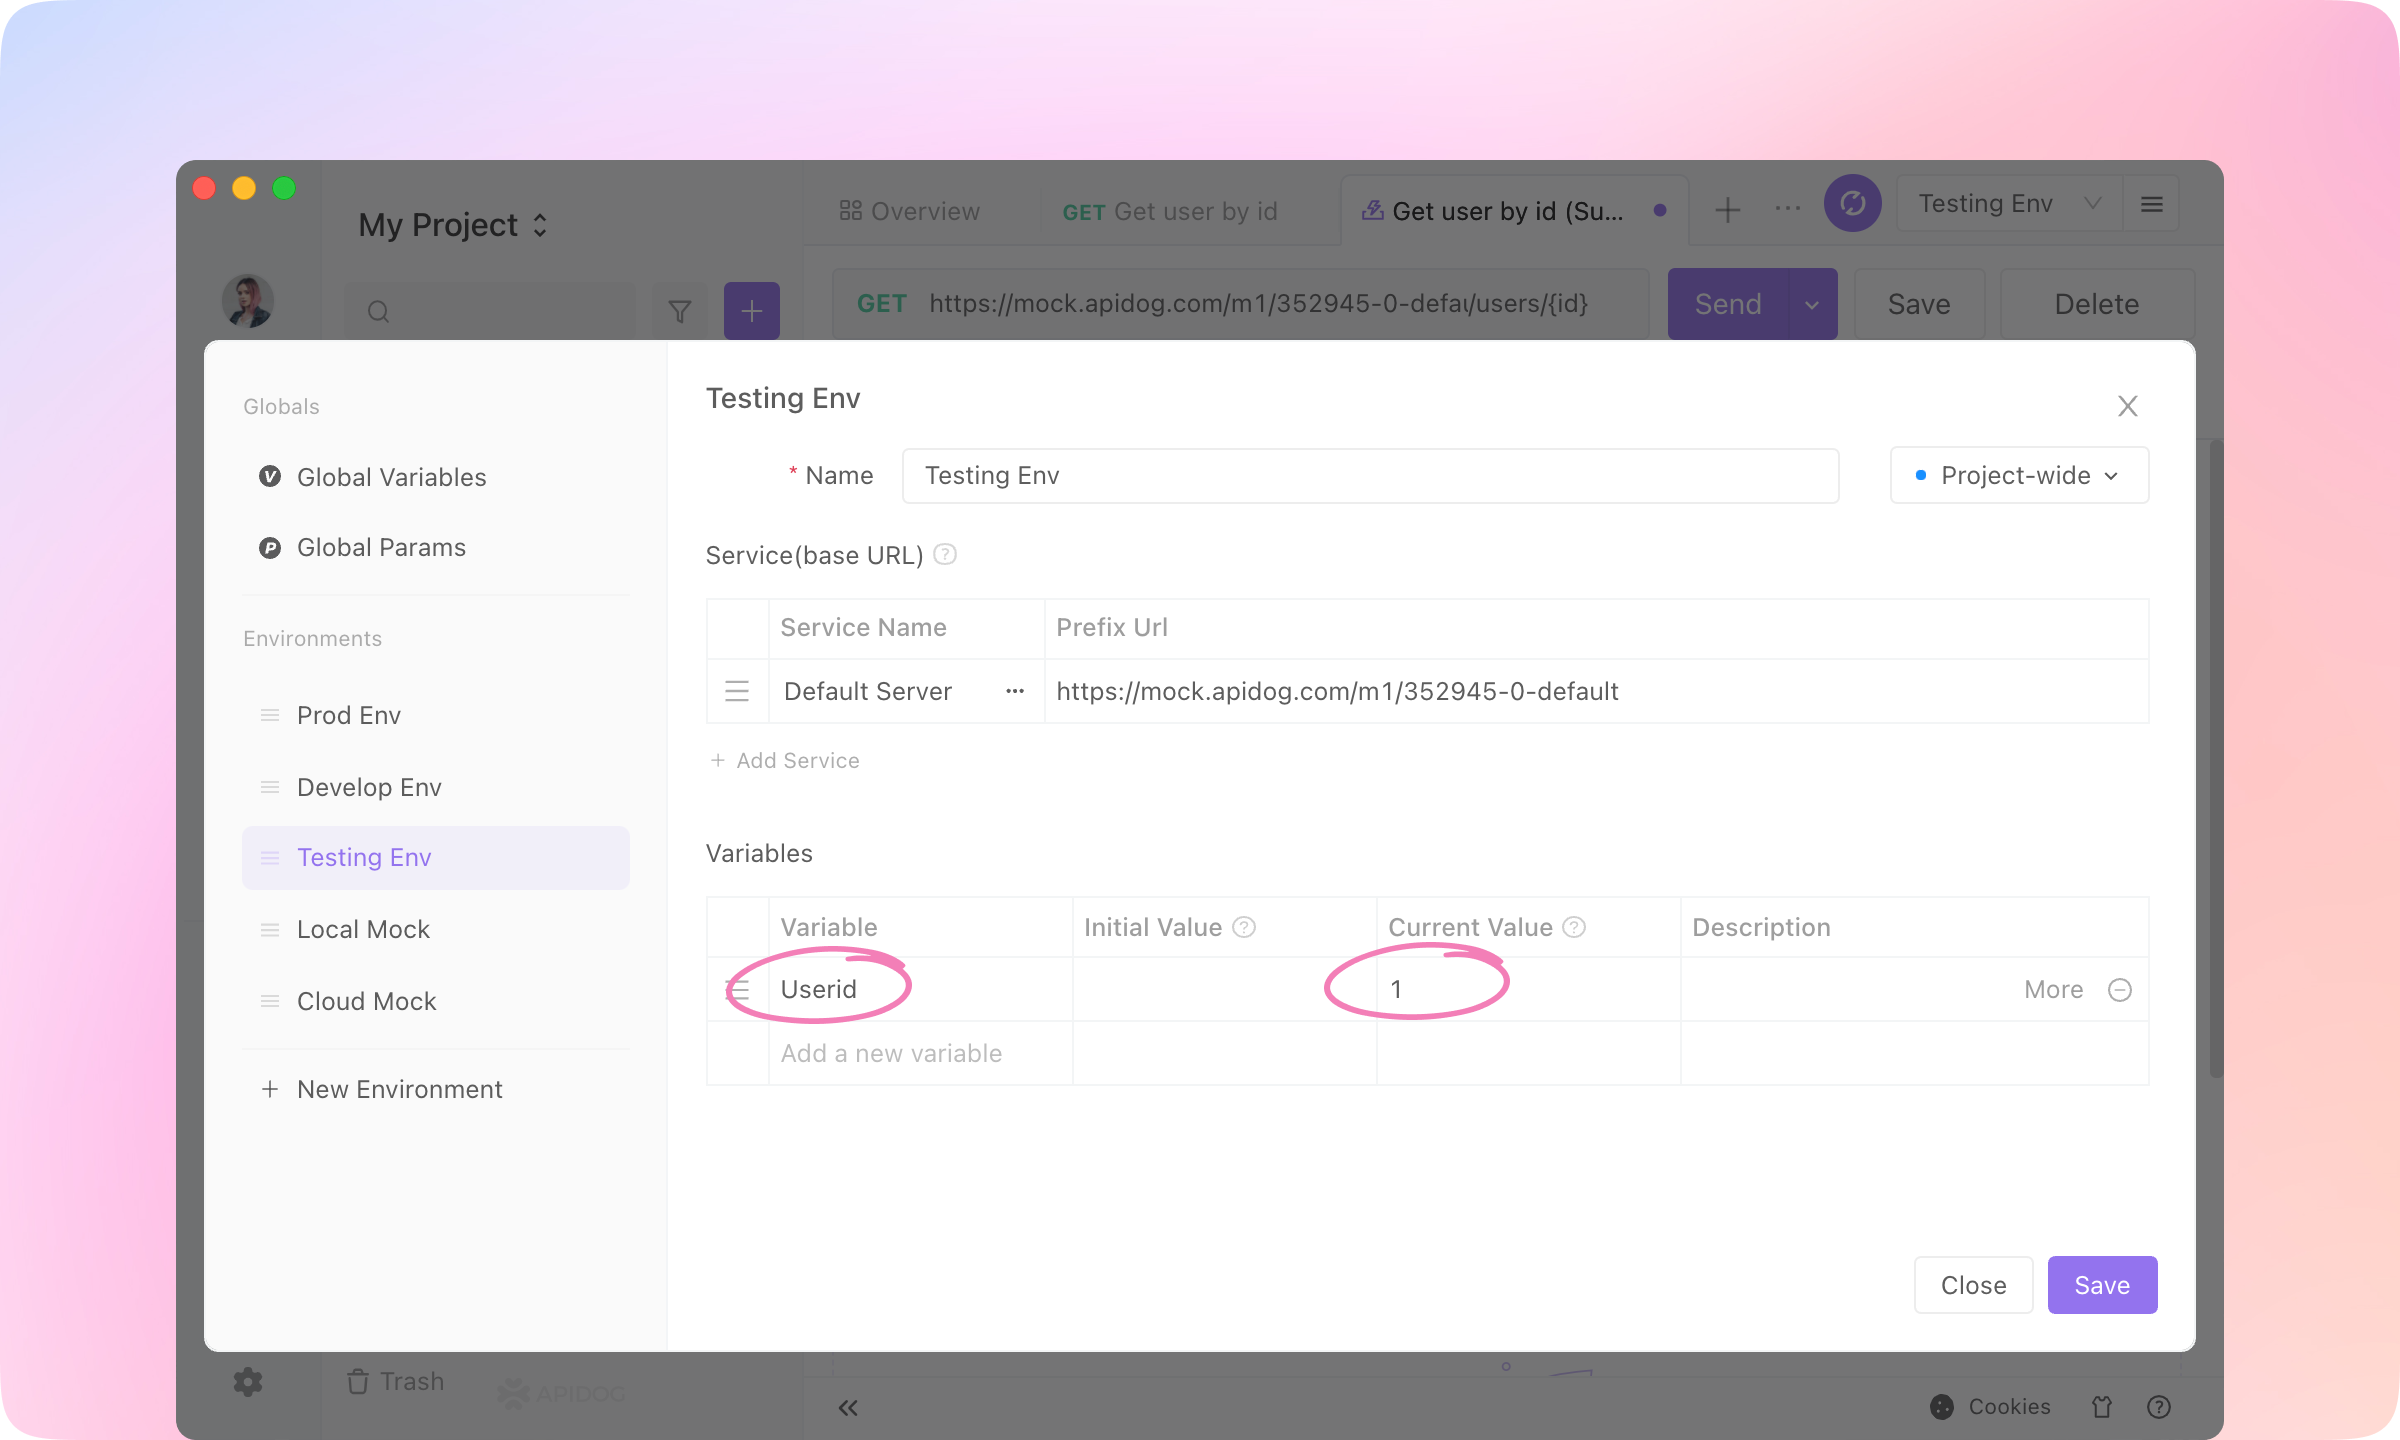 My Project
Overview
GET Get user by id
Get user by id (Su...
Testing Env
GET https://mock.apidog.com/m1/352945-0-defau/users/{id}
Send
Save
Delete
Globals
Global Variables
Global Params
Environments
Prod Env
Develop Env
Testing Env
Local Mock
Cloud Mock
+ New Environment
Testing Env
* Name
Testing Env
Project-wide
Service(base URL) ?
Service Name
Prefix Url
Default Server
...
https://mock.apidog.com/m1/352945-0-default
+ Add Service
Variables
Variable
Initial Value ?
Current Value ?
Description
Userid
1
More
Add a new variable
Close
Save
Trash
APIDOG
Cookies